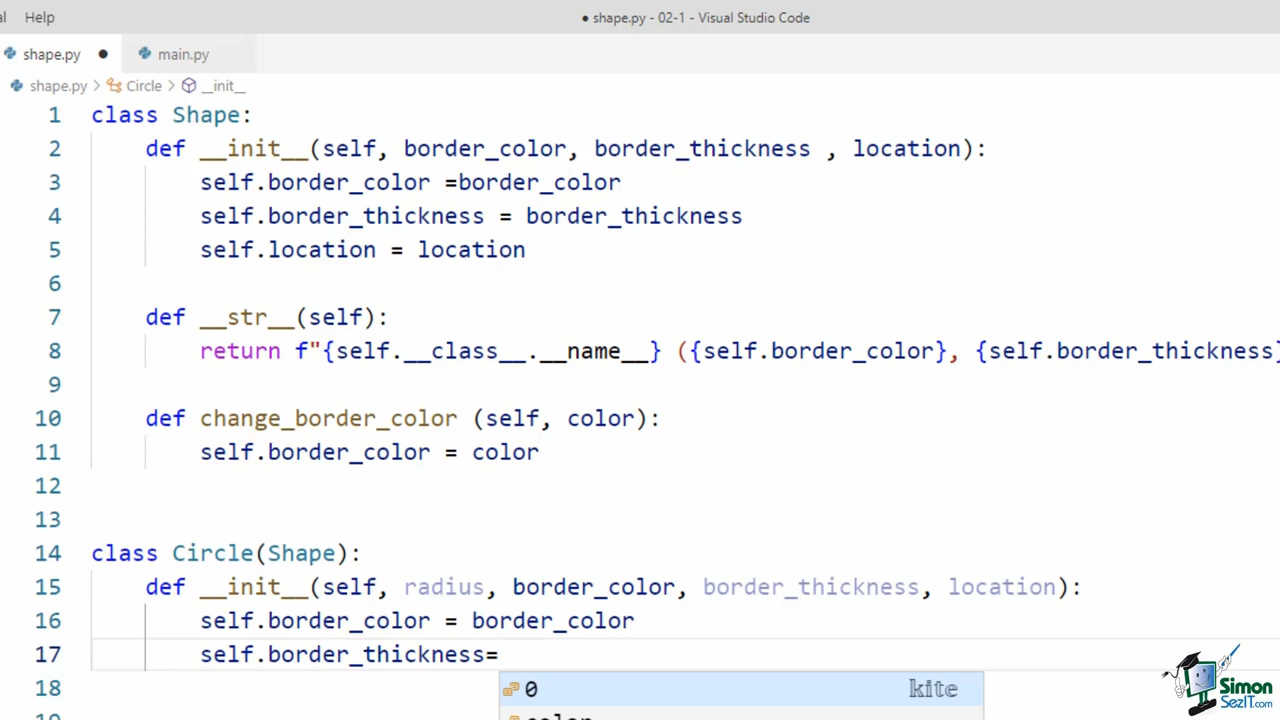 Help
● shape.py - 02-1 - Visual Studio Code
shape.py ● main.py
shape.py > Circle > __init__
1 class Shape:
2 def __init__(self, border_color, border_thickness , location):
3 self.border_color =border_color
4 self.border_thickness = border_thickness
5 self.location = location
6
7 def __str__(self):
8 return f"{self.__class__.__name__} ({self.border_color}, {self.border_thickness}
9
10 def change_border_color (self, color):
11 self.border_color = color
12
13
14 class Circle(Shape):
15 def __init__(self, radius, border_color, border_thickness, location):
16 self.border_color = border_color
17 self.border_thickness=
18 0 kite
color
Simon
SezIT.com